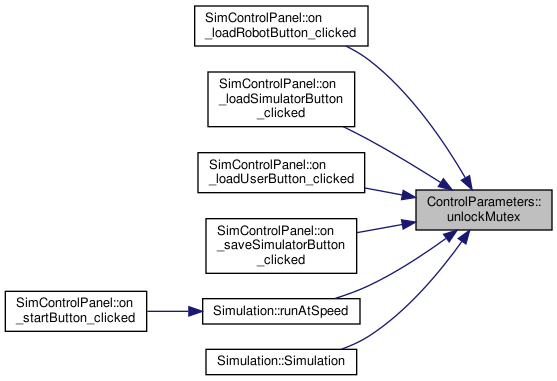 SimControlPanel::on
_loadRobotButton_clicked
SimControlPanel::on
_loadSimulatorButton
_clicked
SimControlPanel::on
_loadUserButton_clicked
ControlParameters::
unlockMutex
SimControlPanel::on
_saveSimulatorButton
_clicked
SimControlPanel::on
_startButton_clicked
Simulation::runAtSpeed
Simulation::Simulation